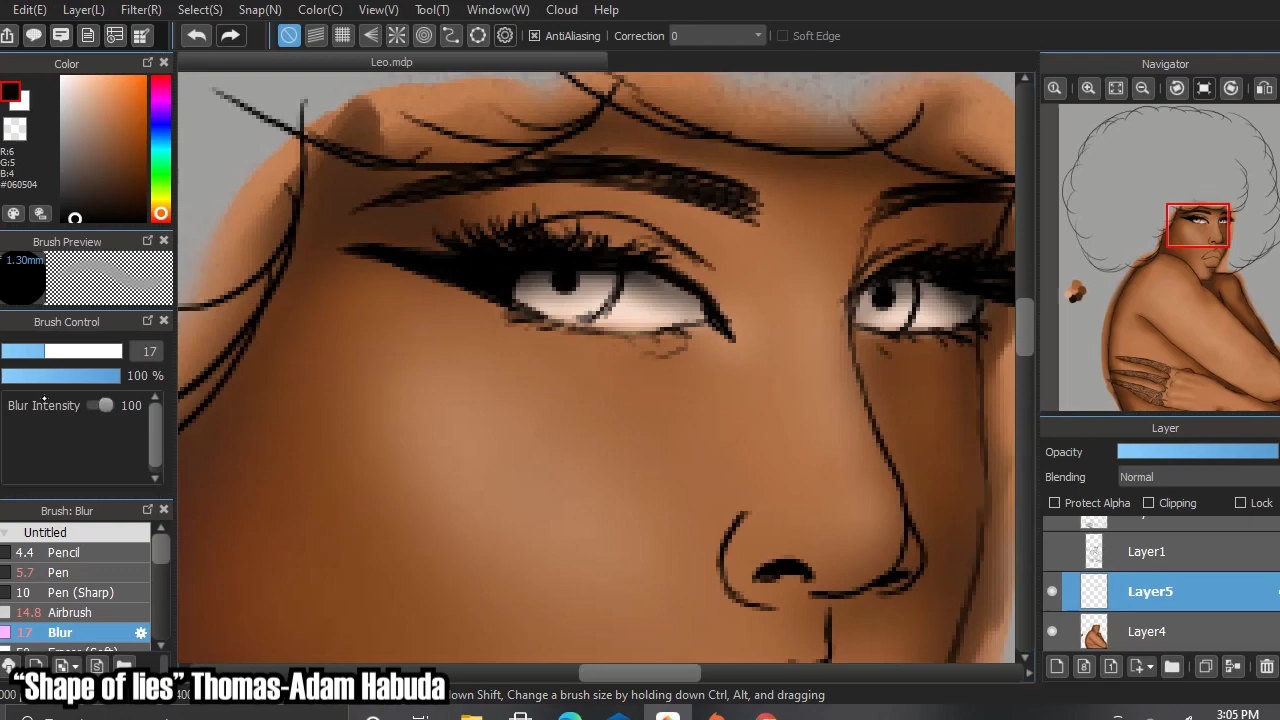 Edit(E) Layer(L) Filter(R) Select(S) Snap(N) Color(C) View(V) Tool(T) Window(W) Cloud Help
AntiAliasing Correction 0 Soft Edge
Color
Leo.mdp
Navigator
R:6
G:5
B:4
#060504
Brush Preview
1.30mm
Brush Control
17
100 %
Blur Intensity 100
Layer
Opacity
Blending Normal
Protect Alpha Clipping Lock
Brush: Blur
Untitled
4.4 Pencil
5.7 Pen
10 Pen (Sharp)
14.8 Airbrush
17 Blur
Layer1
Layer5
Layer4
“Shape of lies” Thomas-Adam Habuda
down Shift, Change a brush size by holding down Ctrl, Alt, and dragging
3:05 PM